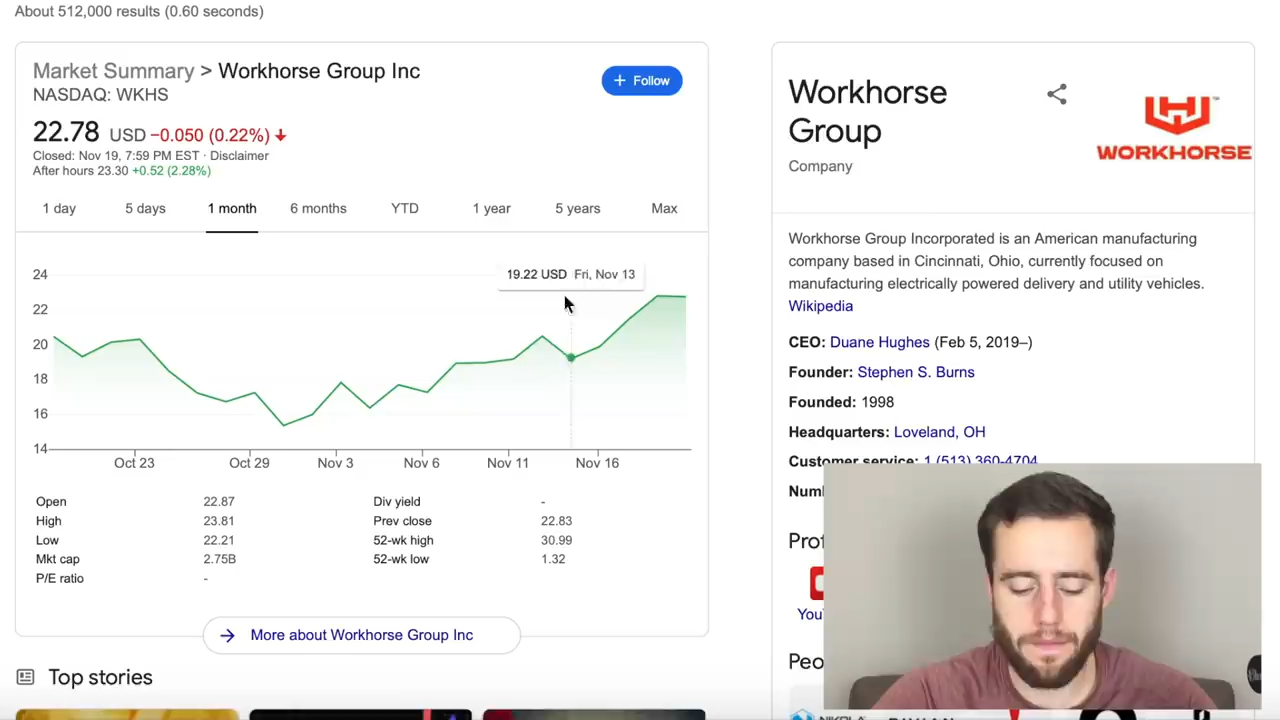 About 512,000 results (0.60 seconds)
Market Summary > Workhorse Group Inc
NASDAQ: WKHS
+ Follow
22.78 USD −0.050 (0.22%)
Closed: Nov 19, 7:59 PM EST · Disclaimer
After hours 23.30 +0.52 (2.28%)
1 day 5 days 1 month 6 months YTD 1 year 5 years Max
19.22 USD Fri, Nov 13
24
22
20
18
16
14
Oct 23 Oct 29 Nov 3 Nov 6 Nov 11 Nov 16
Open 22.87 Div yield -
High 23.81 Prev close 22.83
Low 22.21 52-wk high 30.99
Mkt cap 2.75B 52-wk low 1.32
P/E ratio -
More about Workhorse Group Inc
Top stories
Workhorse
Group
Company
WORKHORSE
Workhorse Group Incorporated is an American manufacturing
company based in Cincinnati, Ohio, currently focused on
manufacturing electrically powered delivery and utility vehicles.
Wikipedia
CEO: Duane Hughes (Feb 5, 2019–)
Founder: Stephen S. Burns
Founded: 1998
Headquarters: Loveland, OH
Customer service: 1 (513) 360-4704